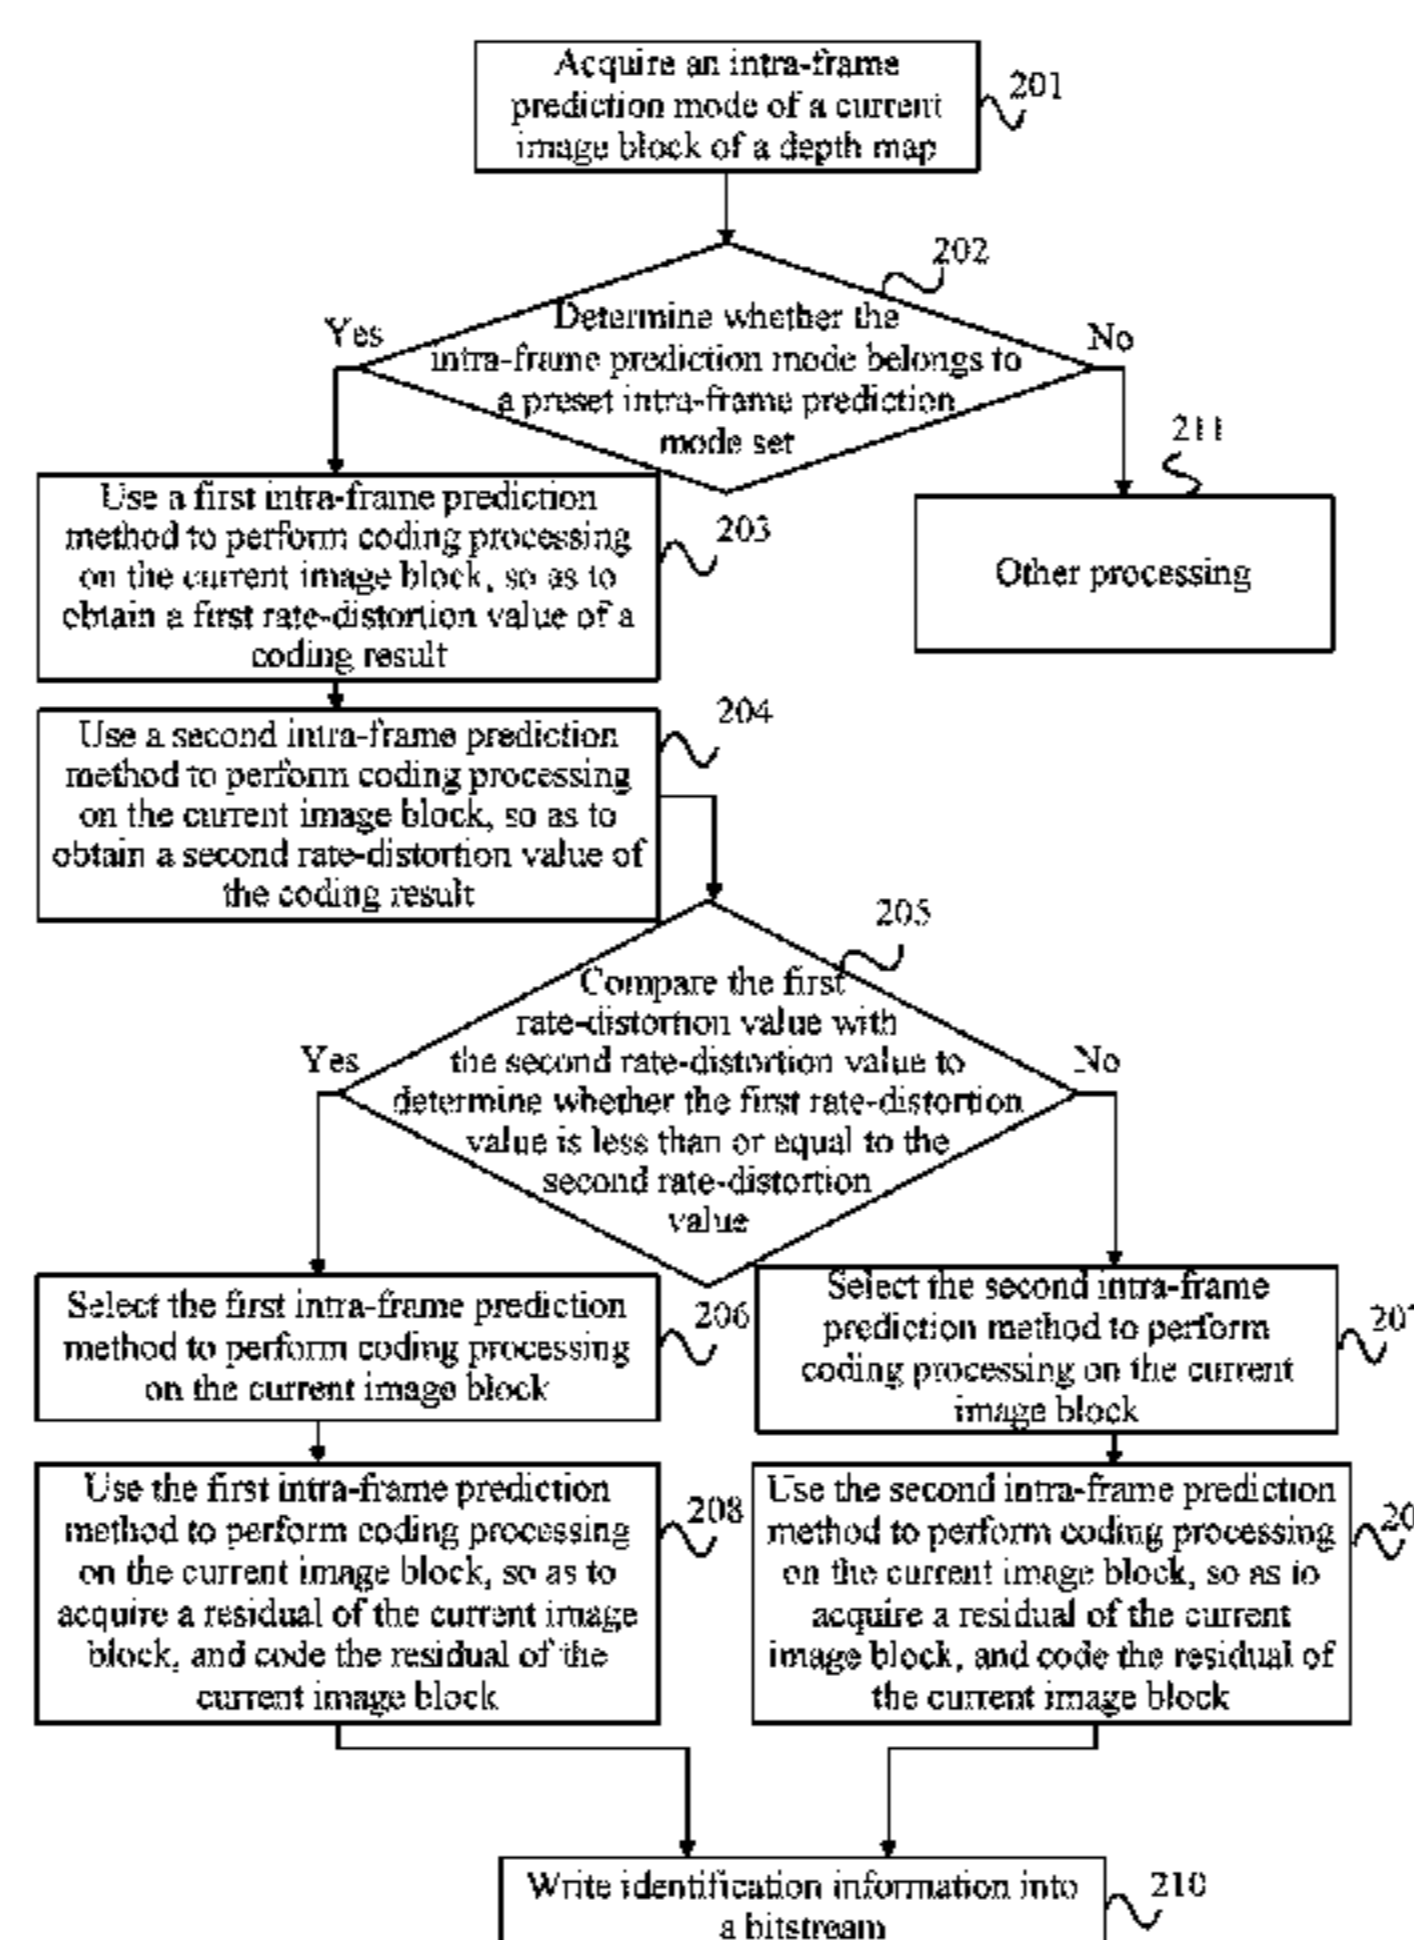 Acquire an intra-frame
prediction mode of a current
image block of a depth map
201
202
Determine whether the
intra-frame prediction mode belongs to
a preset intra-frame prediction
mode set
Yes
No
211
Other processing
Use a first intra-frame prediction
method to perform coding processing
on the current image block, so as to
obtain a first rate-distortion value of a
coding result
203
Use a second intra-frame prediction
method to perform coding processing
on the current image block, so as to
obtain a second rate-distortion value of
the coding result
204
205
Compare the first
rate-distortion value with
the second rate-distortion value to
determine whether the first rate-distortion
value is less than or equal to the
second rate-distortion
value
Yes
No
Select the first intra-frame prediction
method to perform coding processing
on the current image block
206
Select the second intra-frame
prediction method to perform
coding processing on the current
image block
Use the first intra-frame prediction
method to perform coding processing
on the current image block, so as to
acquire a residual of the current image
block, and code the residual of the
current image block
208
Use the second intra-frame prediction
method to perform coding processing
on the current image block, so as to
acquire a residual of the current
image block, and code the residual of
the current image block
Write identification information into
a bitstream
210